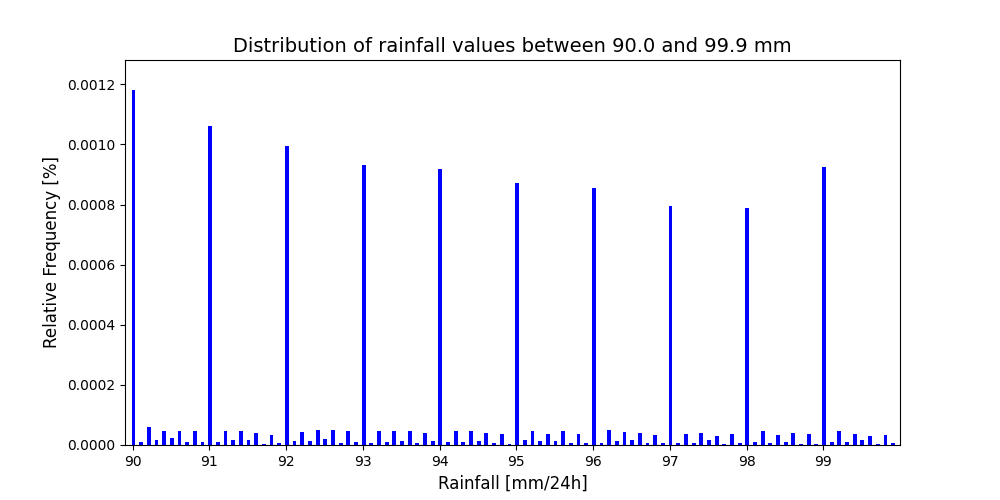 Distribution of rainfall values between 90.0 and 99.9 mm
Relative Frequency [%]
0.0012
0.0010
0.0008
0.0006
0.0004
0.0002
0.0000
90 91 92 93 94 95 96 97 98 99
Rainfall [mm/24h]